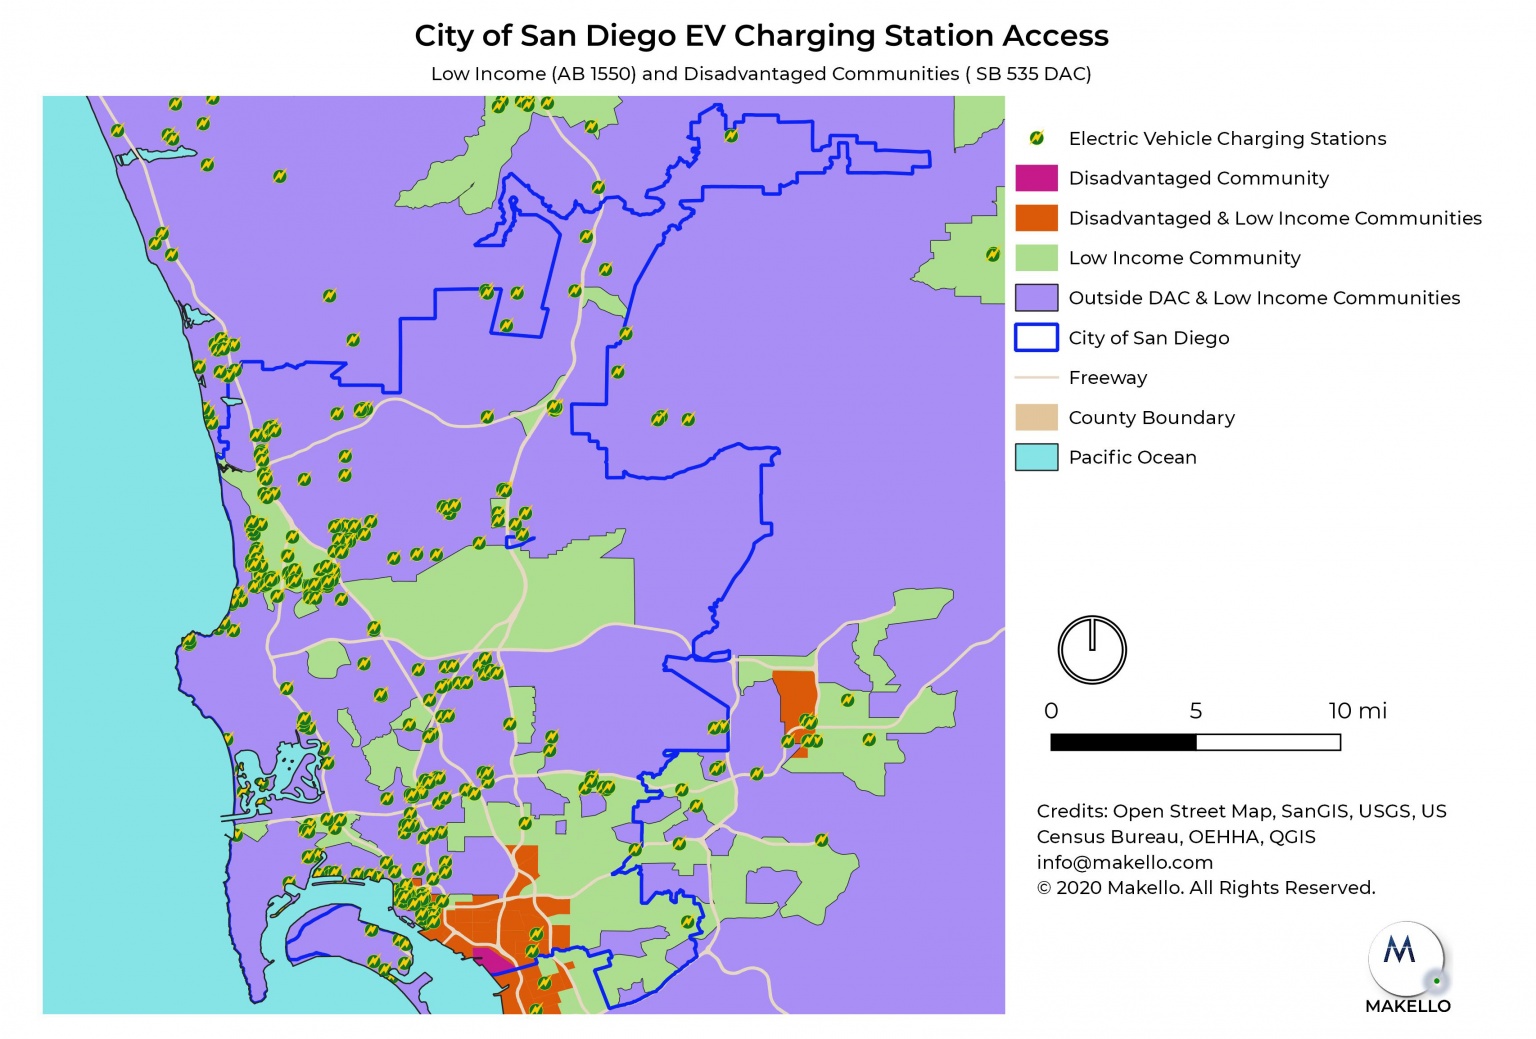 City of San Diego EV Charging Station Access
Low Income (AB 1550) and Disadvantaged Communities ( SB 535 DAC)
Electric Vehicle Charging Stations
Disadvantaged Community
Disadvantaged & Low Income Communities
Low Income Community
Outside DAC & Low Income Communities
City of San Diego
Freeway
County Boundary
Pacific Ocean
0 5 10 mi
Credits: Open Street Map, SanGIS, USGS, US
Census Bureau, OEHHA, QGIS
info@makello.com
© 2020 Makello. All Rights Reserved.
M
MAKELLO